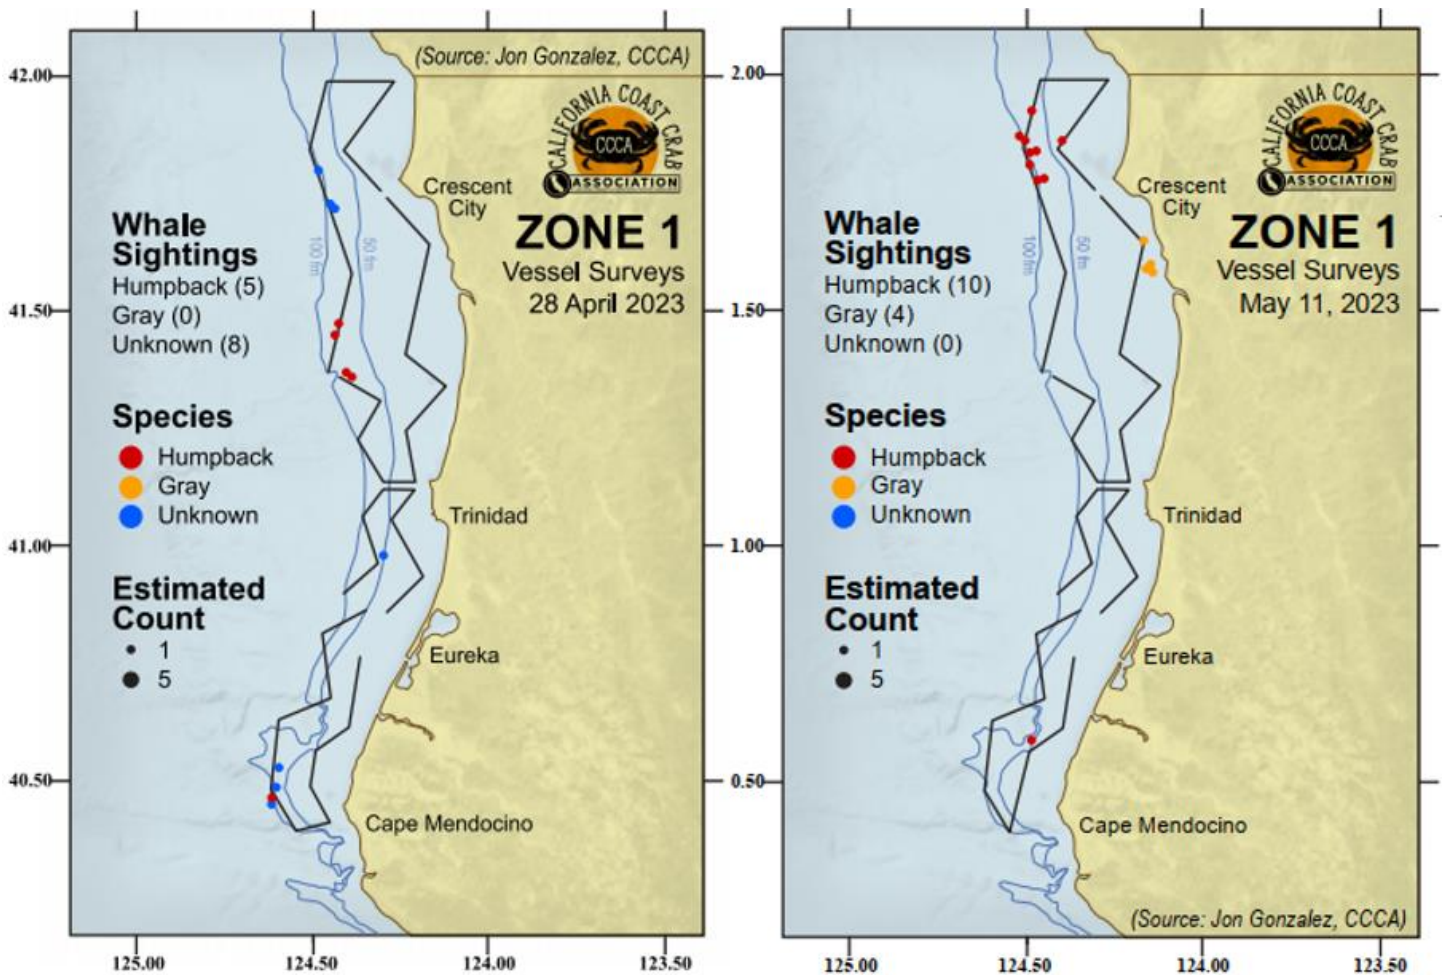 (Source: Jon Gonzalez, CCCA)
CALIFORNIA COAST CRAB
CCCA
ASSOCIATION
42.00
Crescent
City
Whale
Sightings
Humpback (5)
Gray (0)
Unknown (8)
100 fm
50 fm
ZONE 1
Vessel Surveys
28 April 2023
41.50
Species
Humpback
Gray
Unknown
Trinidad
41.00
Estimated
Count
1
5
Eureka
40.50
Cape Mendocino
125.00
124.50
124.00
123.50
2.00
CALIFORNIA COAST CRAB
CCCA
ASSOCIATION
Crescent
City
Whale
Sightings
Humpback (10)
Gray (4)
Unknown (0)
100 fm
50 fm
ZONE 1
Vessel Surveys
May 11, 2023
1.50
Species
Humpback
Gray
Unknown
Trinidad
1.00
Estimated
Count
1
5
Eureka
0.50
Cape Mendocino
(Source: Jon Gonzalez, CCCA)
125.00
124.50
124.00
123.50